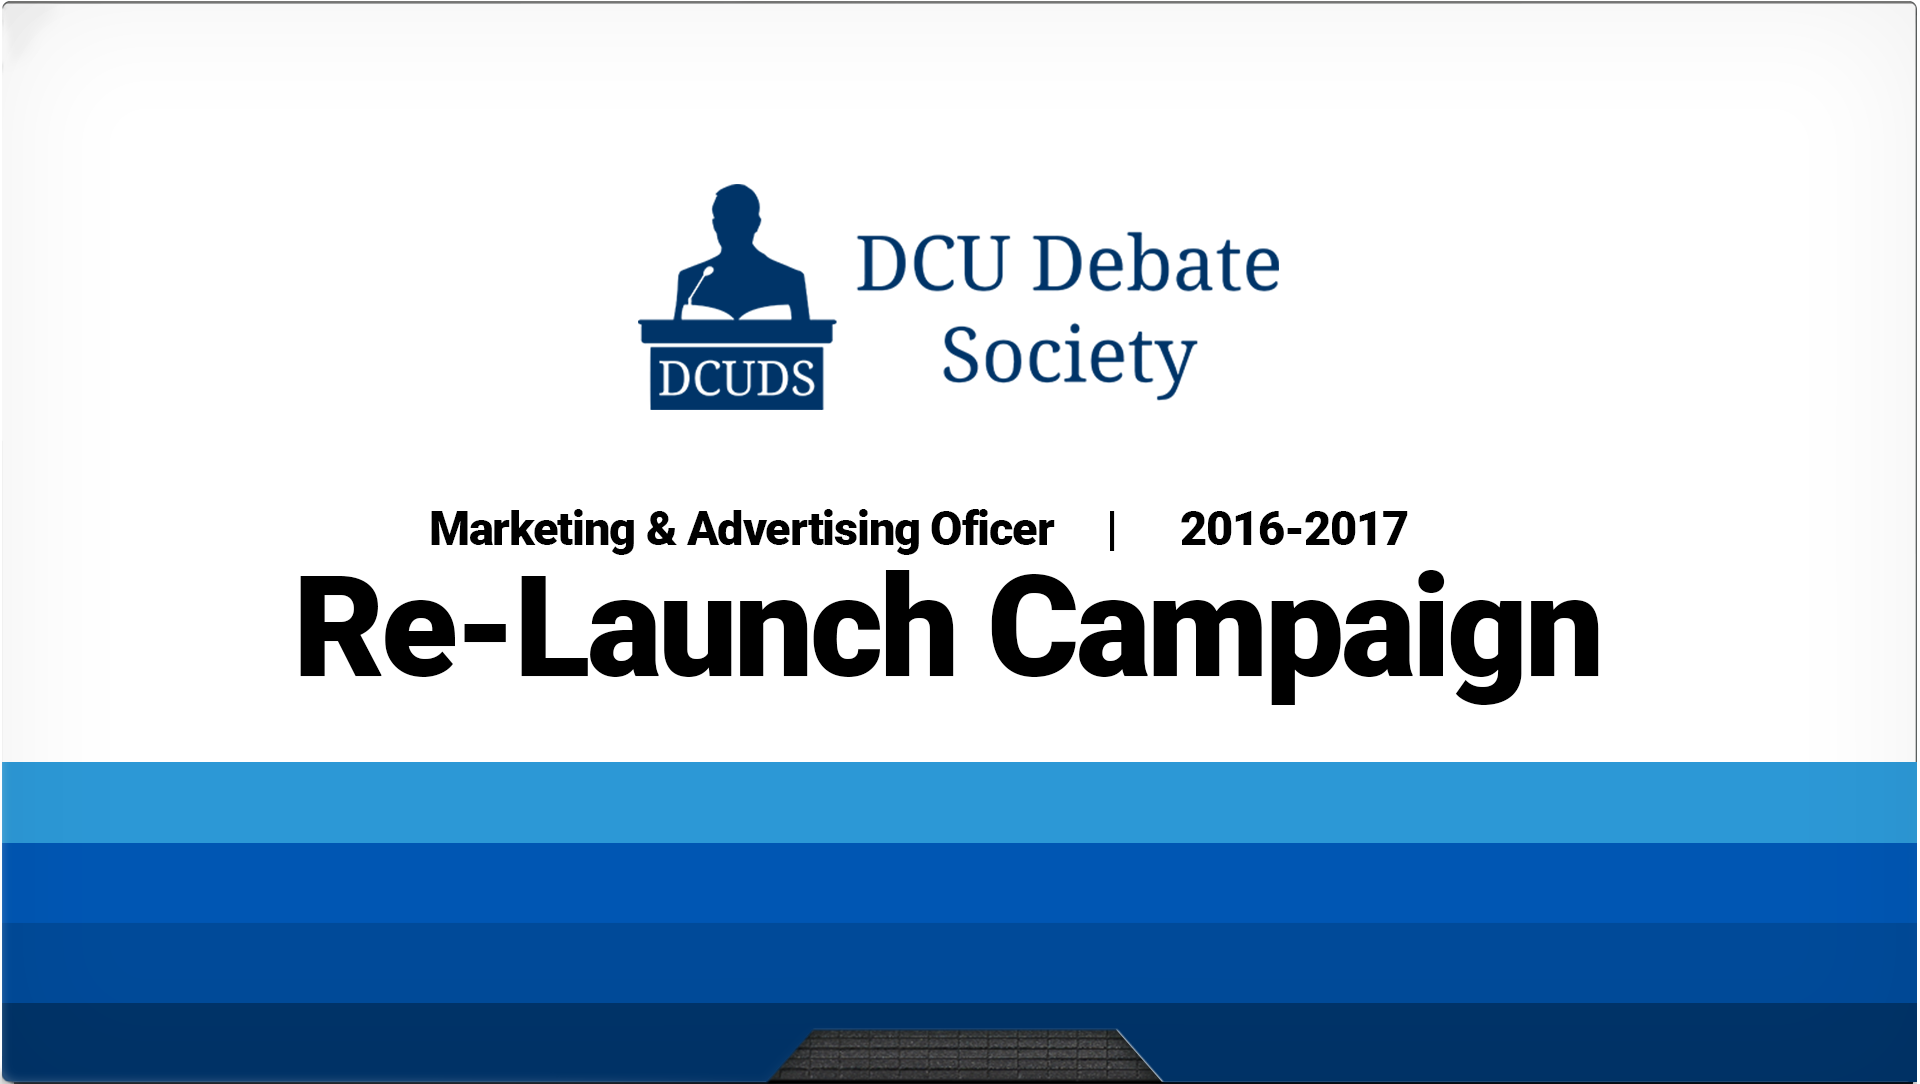 DCU Debate
Society
DCUDS
Marketing & Advertising Oficer | 2016-2017
Re-Launch Campaign